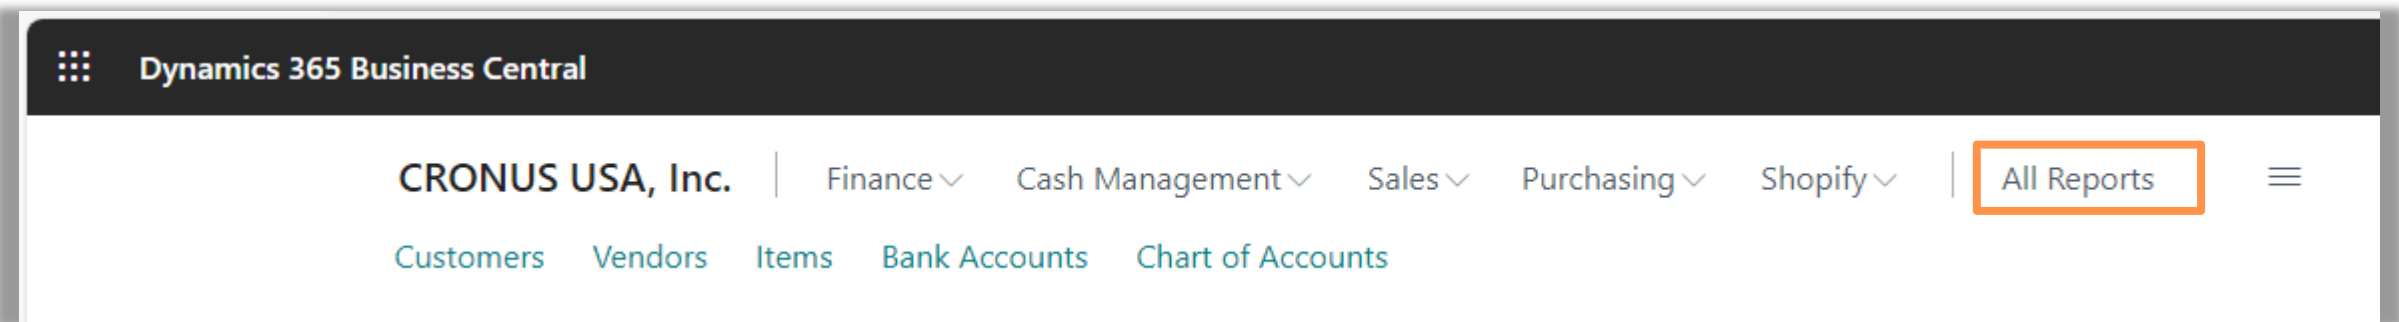 Dynamics 365 Business Central
CRONUS USA, Inc. Finance Cash Management Sales Purchasing Shopify All Reports
Customers Vendors Items Bank Accounts Chart of Accounts